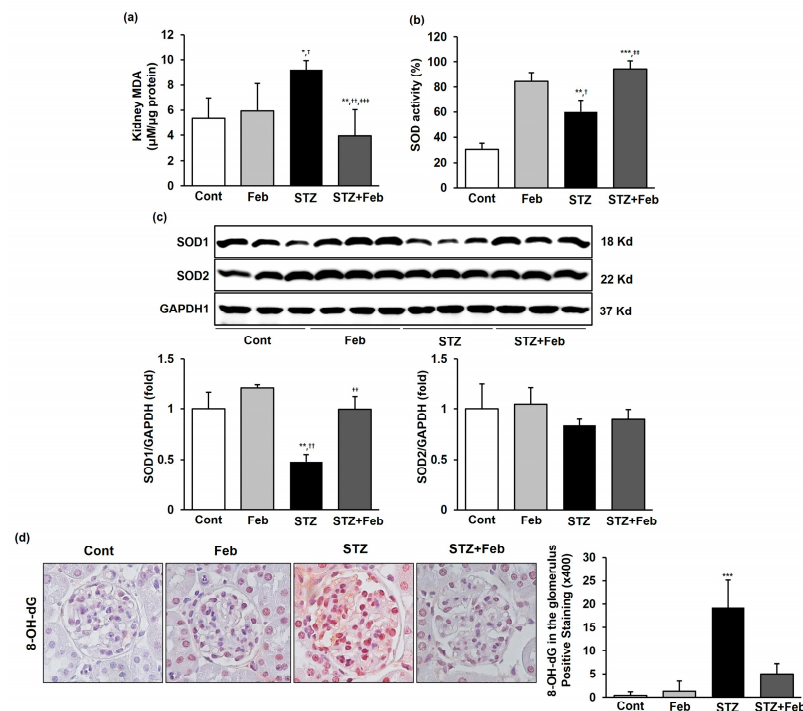 (a)
Kidney MDA
(μM/μg protein)
12
10
8
6
4
2
0
*,†
**,††,‡‡‡
Cont Feb STZ STZ+Feb
(b)
SOD activity (%)
120
100
80
60
40
20
0
**,†
***,‡‡
Cont Feb STZ STZ+Feb
(c)
SOD1 18 Kd
SOD2 22 Kd
GAPDH1 37 Kd
Cont Feb STZ STZ+Feb
SOD1/GAPDH (fold)
1.5
1
0.5
0
**,††
‡‡
Cont Feb STZ STZ+Feb
SOD2/GAPDH (fold)
1.5
1
0.5
0
Cont Feb STZ STZ+Feb
(d)
Cont Feb STZ STZ+Feb
8-OH-dG
8-OH-dG in the glomerulus
Positive Staining (x400)
30
25
20
15
10
5
0
***
Cont Feb STZ STZ+Feb